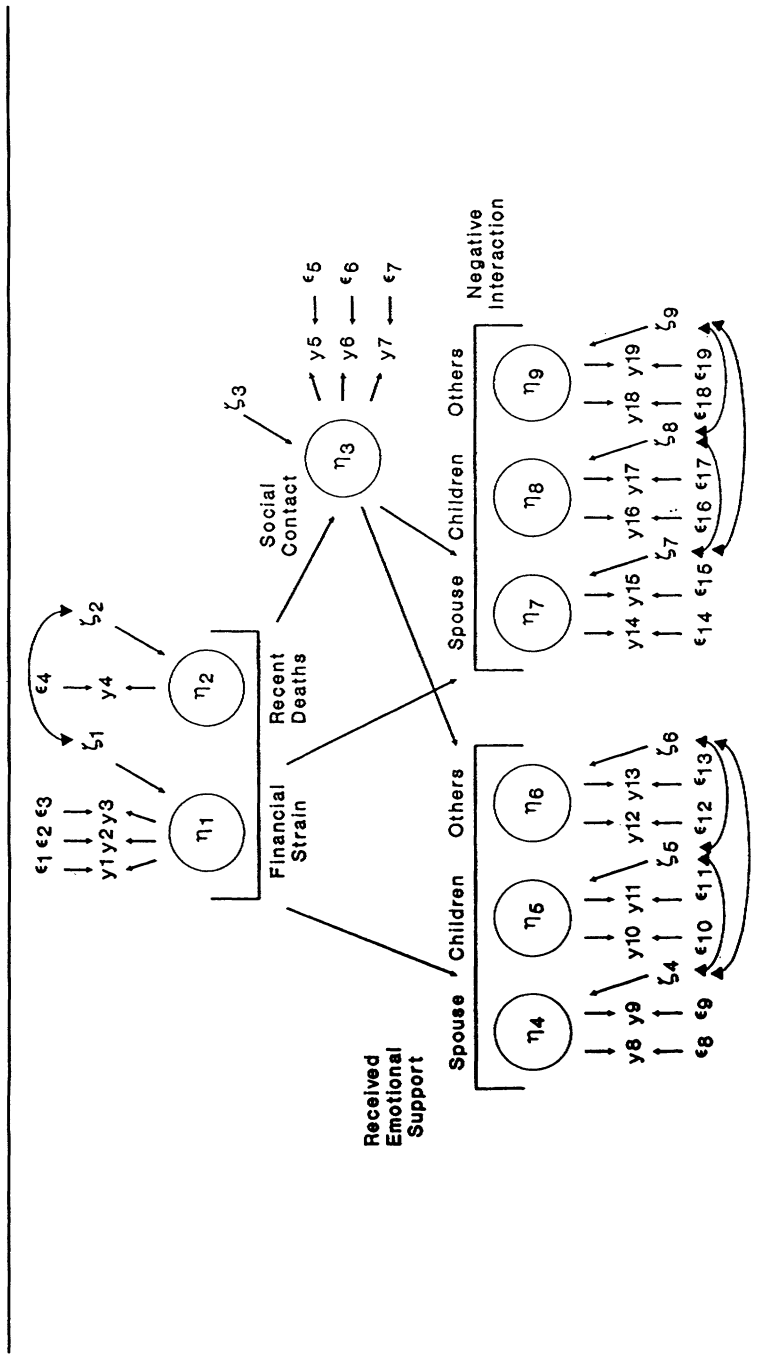 ϵ1 ϵ2 ϵ3 ϵ4
ζ1 ζ2
y1 y2 y3 y4
η1 η2
Financial Strain
Recent Deaths
ζ3
Social Contact
η3
y5 ϵ5
y6 ϵ6
y7 ϵ7
Received Emotional Support
Spouse Children Others
η4 η5 η6
y8 y9 y10 y11 y12 y13
ζ4 ζ5 ζ6
ϵ8 ϵ9 ϵ10 ϵ11 ϵ12 ϵ13
Negative Interaction
Spouse Children Others
η7 η8 η9
y14 y15 y16 y17 y18 y19
ζ7 ζ8 ζ9
ϵ14 ϵ15 ϵ16 ϵ17 ϵ18 ϵ19